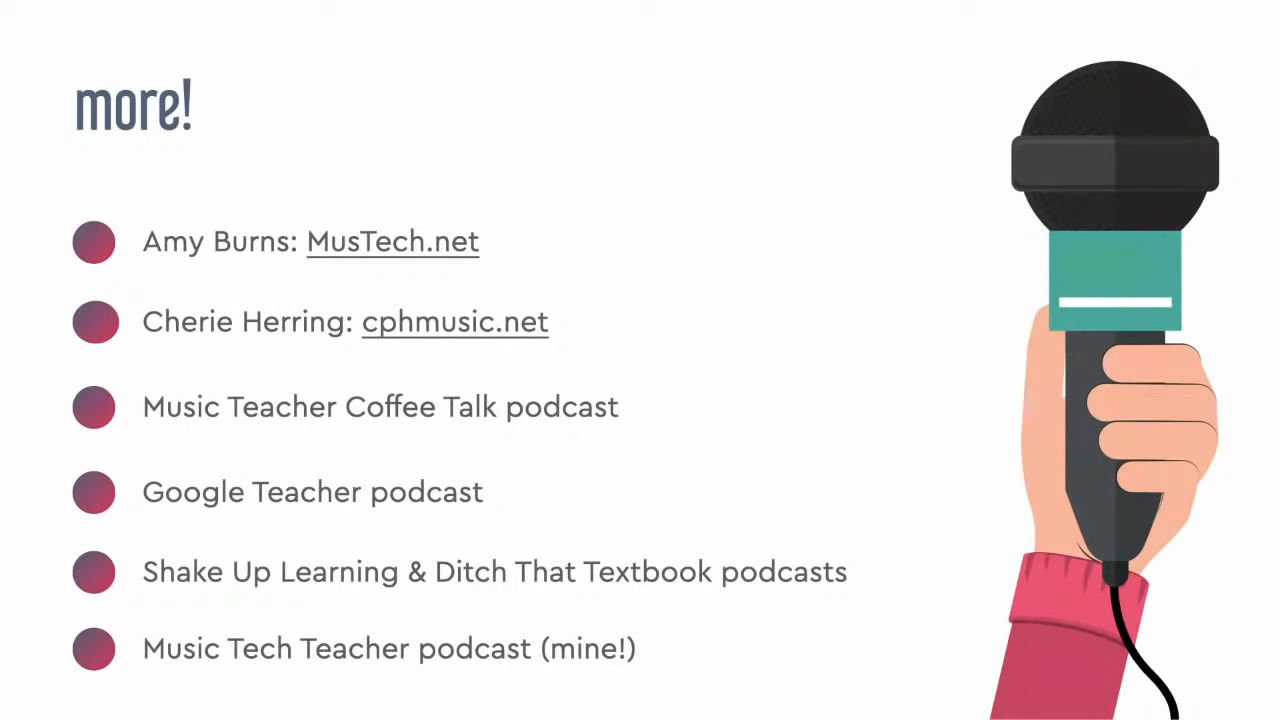 more!
Amy Burns: MusTech.net
Cherie Herring: cphmusic.net
Music Teacher Coffee Talk podcast
Google Teacher podcast
Shake Up Learning & Ditch That Textbook podcasts
Music Tech Teacher podcast (mine!)